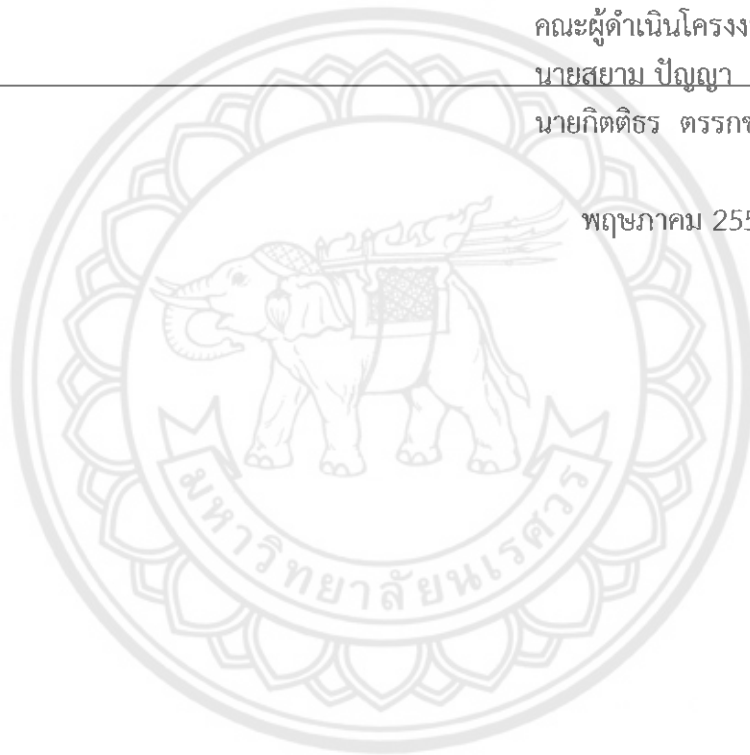 คณะผู้ดำเนินโครงง
นายสยาม ปัญญา
นายกิตติธร ตรรกช
พฤษภาคม 255
มหาวิทยาลัยนเรศวร